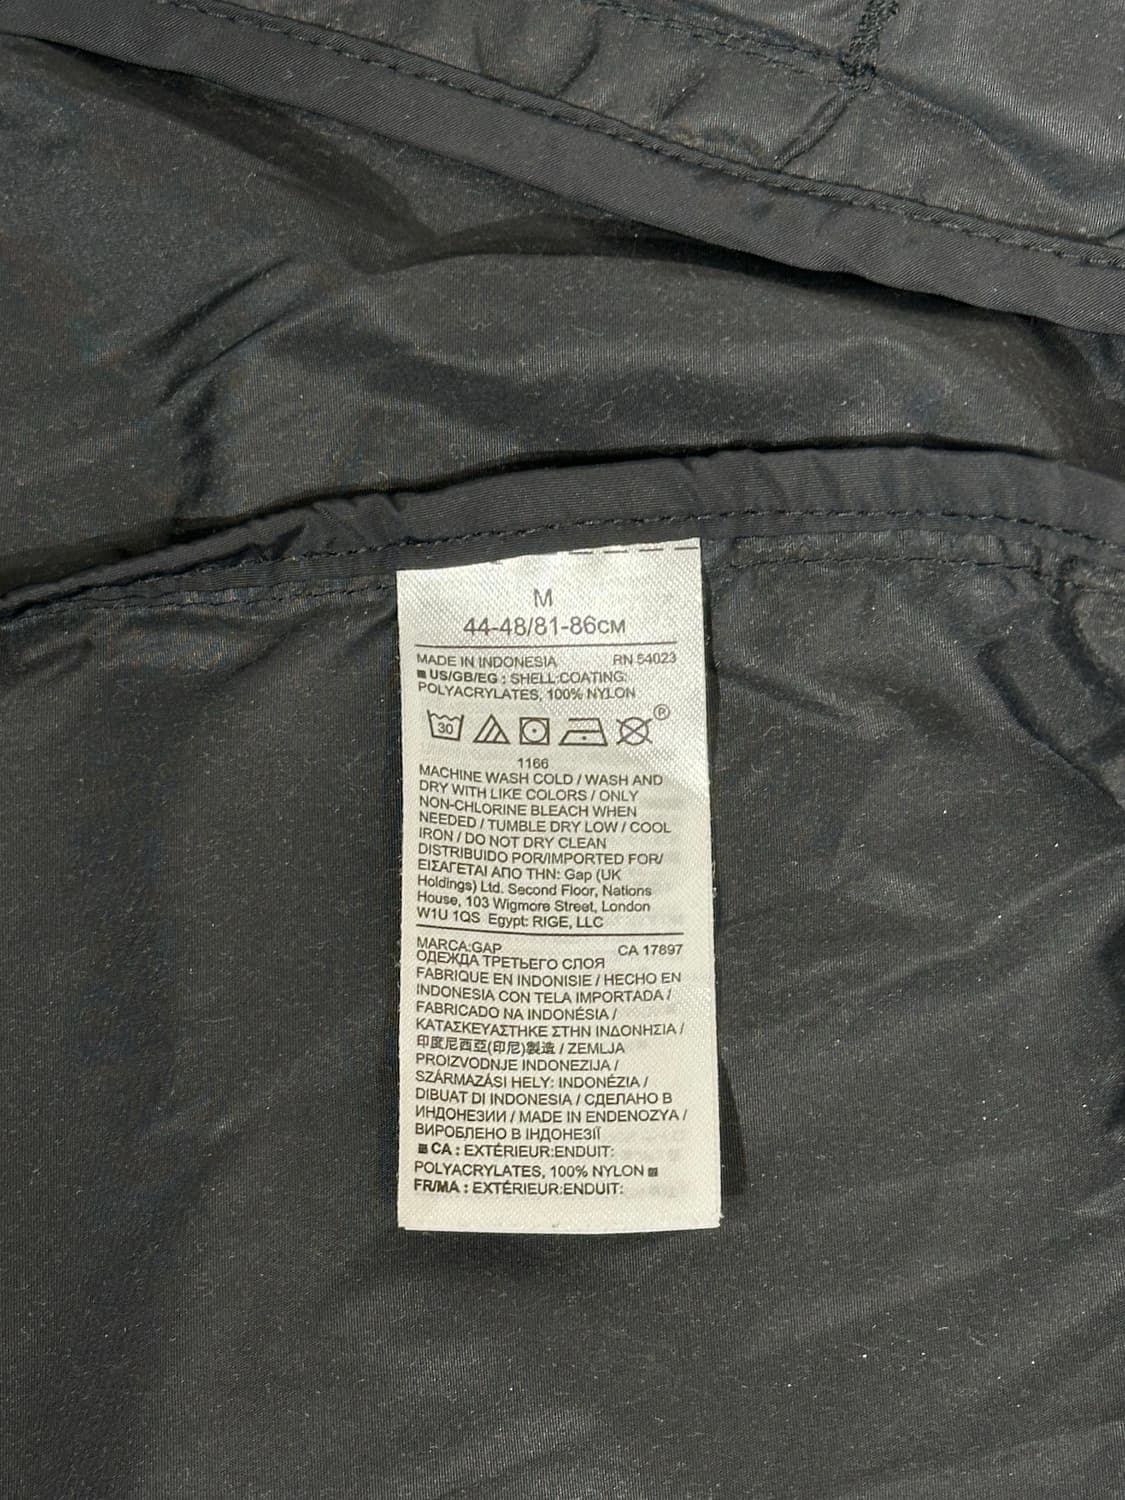 M
44-48/81-86CM
MADE IN INDONESIA RN 54023
US/GB/EG : SHELL:COATING:
POLYACRYLATES, 100% NYLON
30
®
1166
MACHINE WASH COLD / WASH AND
DRY WITH LIKE COLORS / ONLY
NON-CHLORINE BLEACH WHEN
NEEDED / TUMBLE DRY LOW / COOL
IRON / DO NOT DRY CLEAN
DISTRIBUIDO POR/IMPORTED FOR/
ΕΙΣΑΓΕΤΑΙ ΑΠΟ ΤΗΝ: Gap (UK
Holdings) Ltd. Second Floor, Nations
House, 103 Wigmore Street, London
W1U 1QS Egypt: RIGE, LLC
MARCA:GAP CA 17897
ОДЕЖДА ТРЕТЬЕГО СЛОЯ
FABRIQUE EN INDONISIE / HECHO EN
INDONESIA CON TELA IMPORTADA /
FABRICADO NA INDONÉSIA /
ΚΑΤΑΣΚΕΥΑΣΤΗΚΕ ΣΤΗΝ ΙΝΔΟΝΗΣΙΑ /
印度尼西亞(印尼)製造 / ZEMLJA
PROIZVODNJE INDONEZIJA /
SZÁRMAZÁSI HELY: INDONÉZIA /
DIBUAT DI INDONESIA / СДЕЛАНО В
ИНДОНЕЗИИ / MADE IN ENDENOZYA /
ВИРОБЛЕНО В ІНДОНЕЗІЇ
CA : EXTÉRIEUR:ENDUIT:
POLYACRYLATES, 100% NYLON
FR/MA : EXTÉRIEUR:ENDUIT: